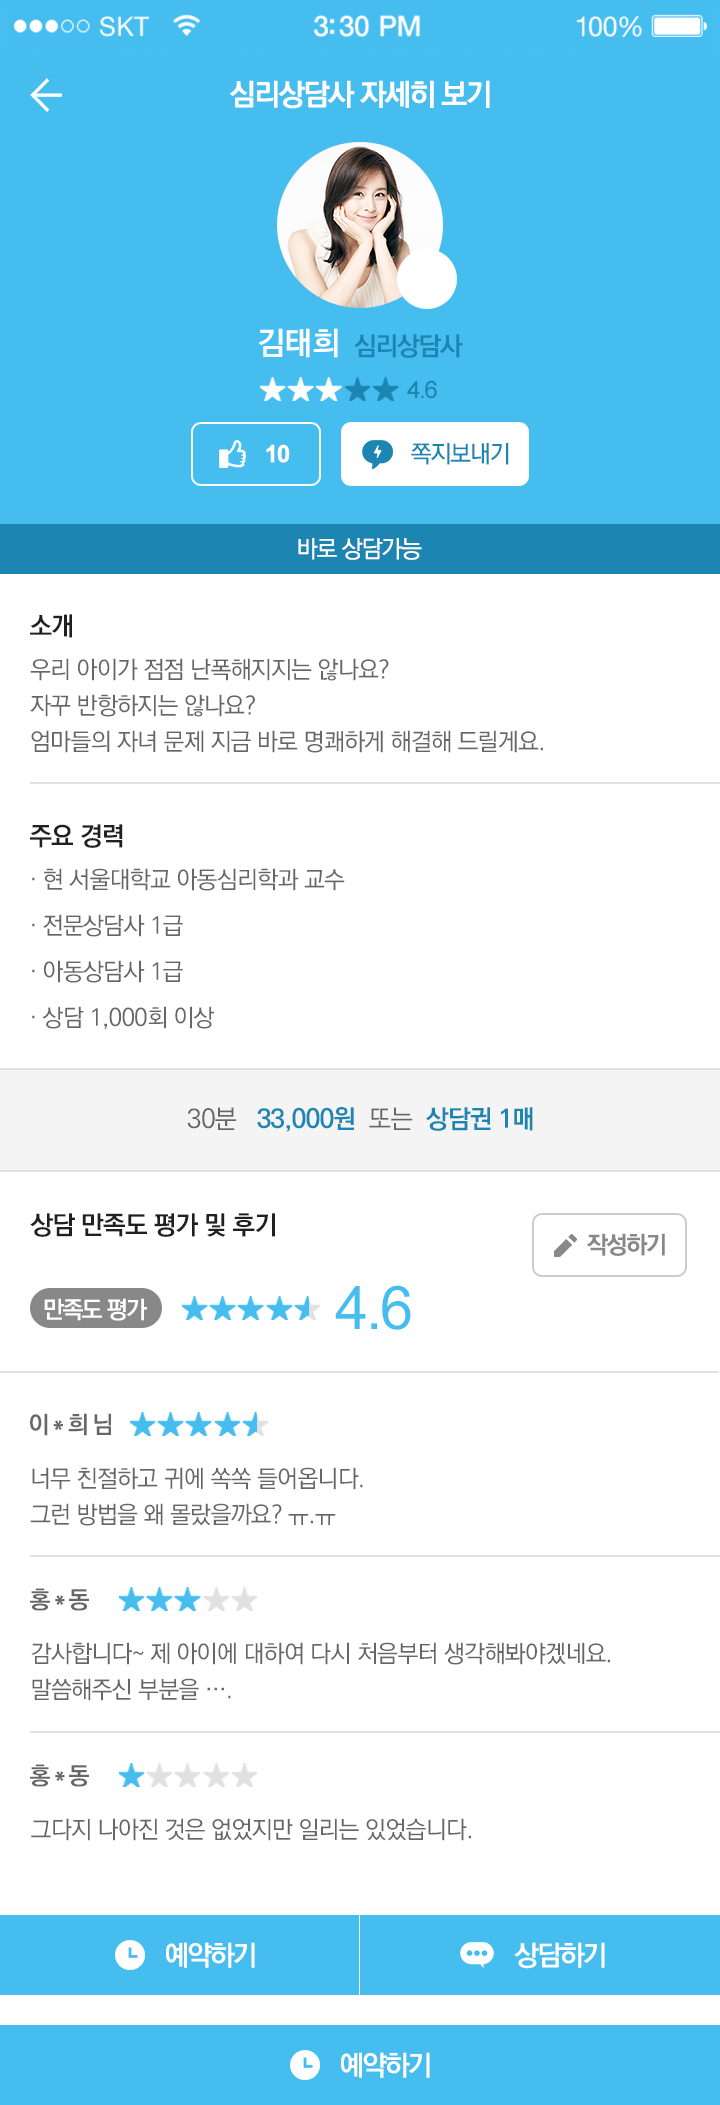 SKT 3:30 PM 100%
심리상담사 자세히 보기
김태희 심리상담사
4.6
10 쪽지보내기
바로 상담가능
소개
우리 아이가 점점 난폭해지지는 않나요?
자꾸 반항하지는 않나요?
엄마들의 자녀 문제 지금 바로 명쾌하게 해결해 드릴게요.
주요 경력
· 현 서울대학교 아동심리학과 교수
· 전문상담사 1급
· 아동상담사 1급
· 상담 1,000회 이상
30분 33,000원 또는 상담권 1매
상담 만족도 평가 및 후기
작성하기
만족도 평가 4.6
이*희님
너무 친절하고 귀에 쏙쏙 들어옵니다.
그런 방법을 왜 몰랐을까요? ㅠ.ㅠ
홍*동
감사합니다~ 제 아이에 대하여 다시 처음부터 생각해봐야겠네요.
말씀해주신 부분을 ….
홍*동
그다지 나아진 것은 없었지만 일리는 있었습니다.
예약하기 상담하기
예약하기